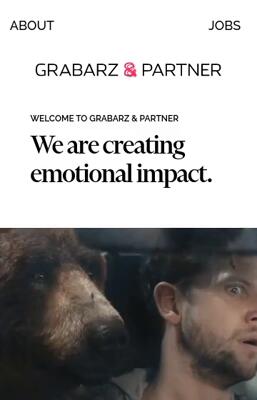 ABOUT JOBS
GRABARZ & PARTNER
WELCOME TO GRABARZ & PARTNER
We are creating
emotional impact.